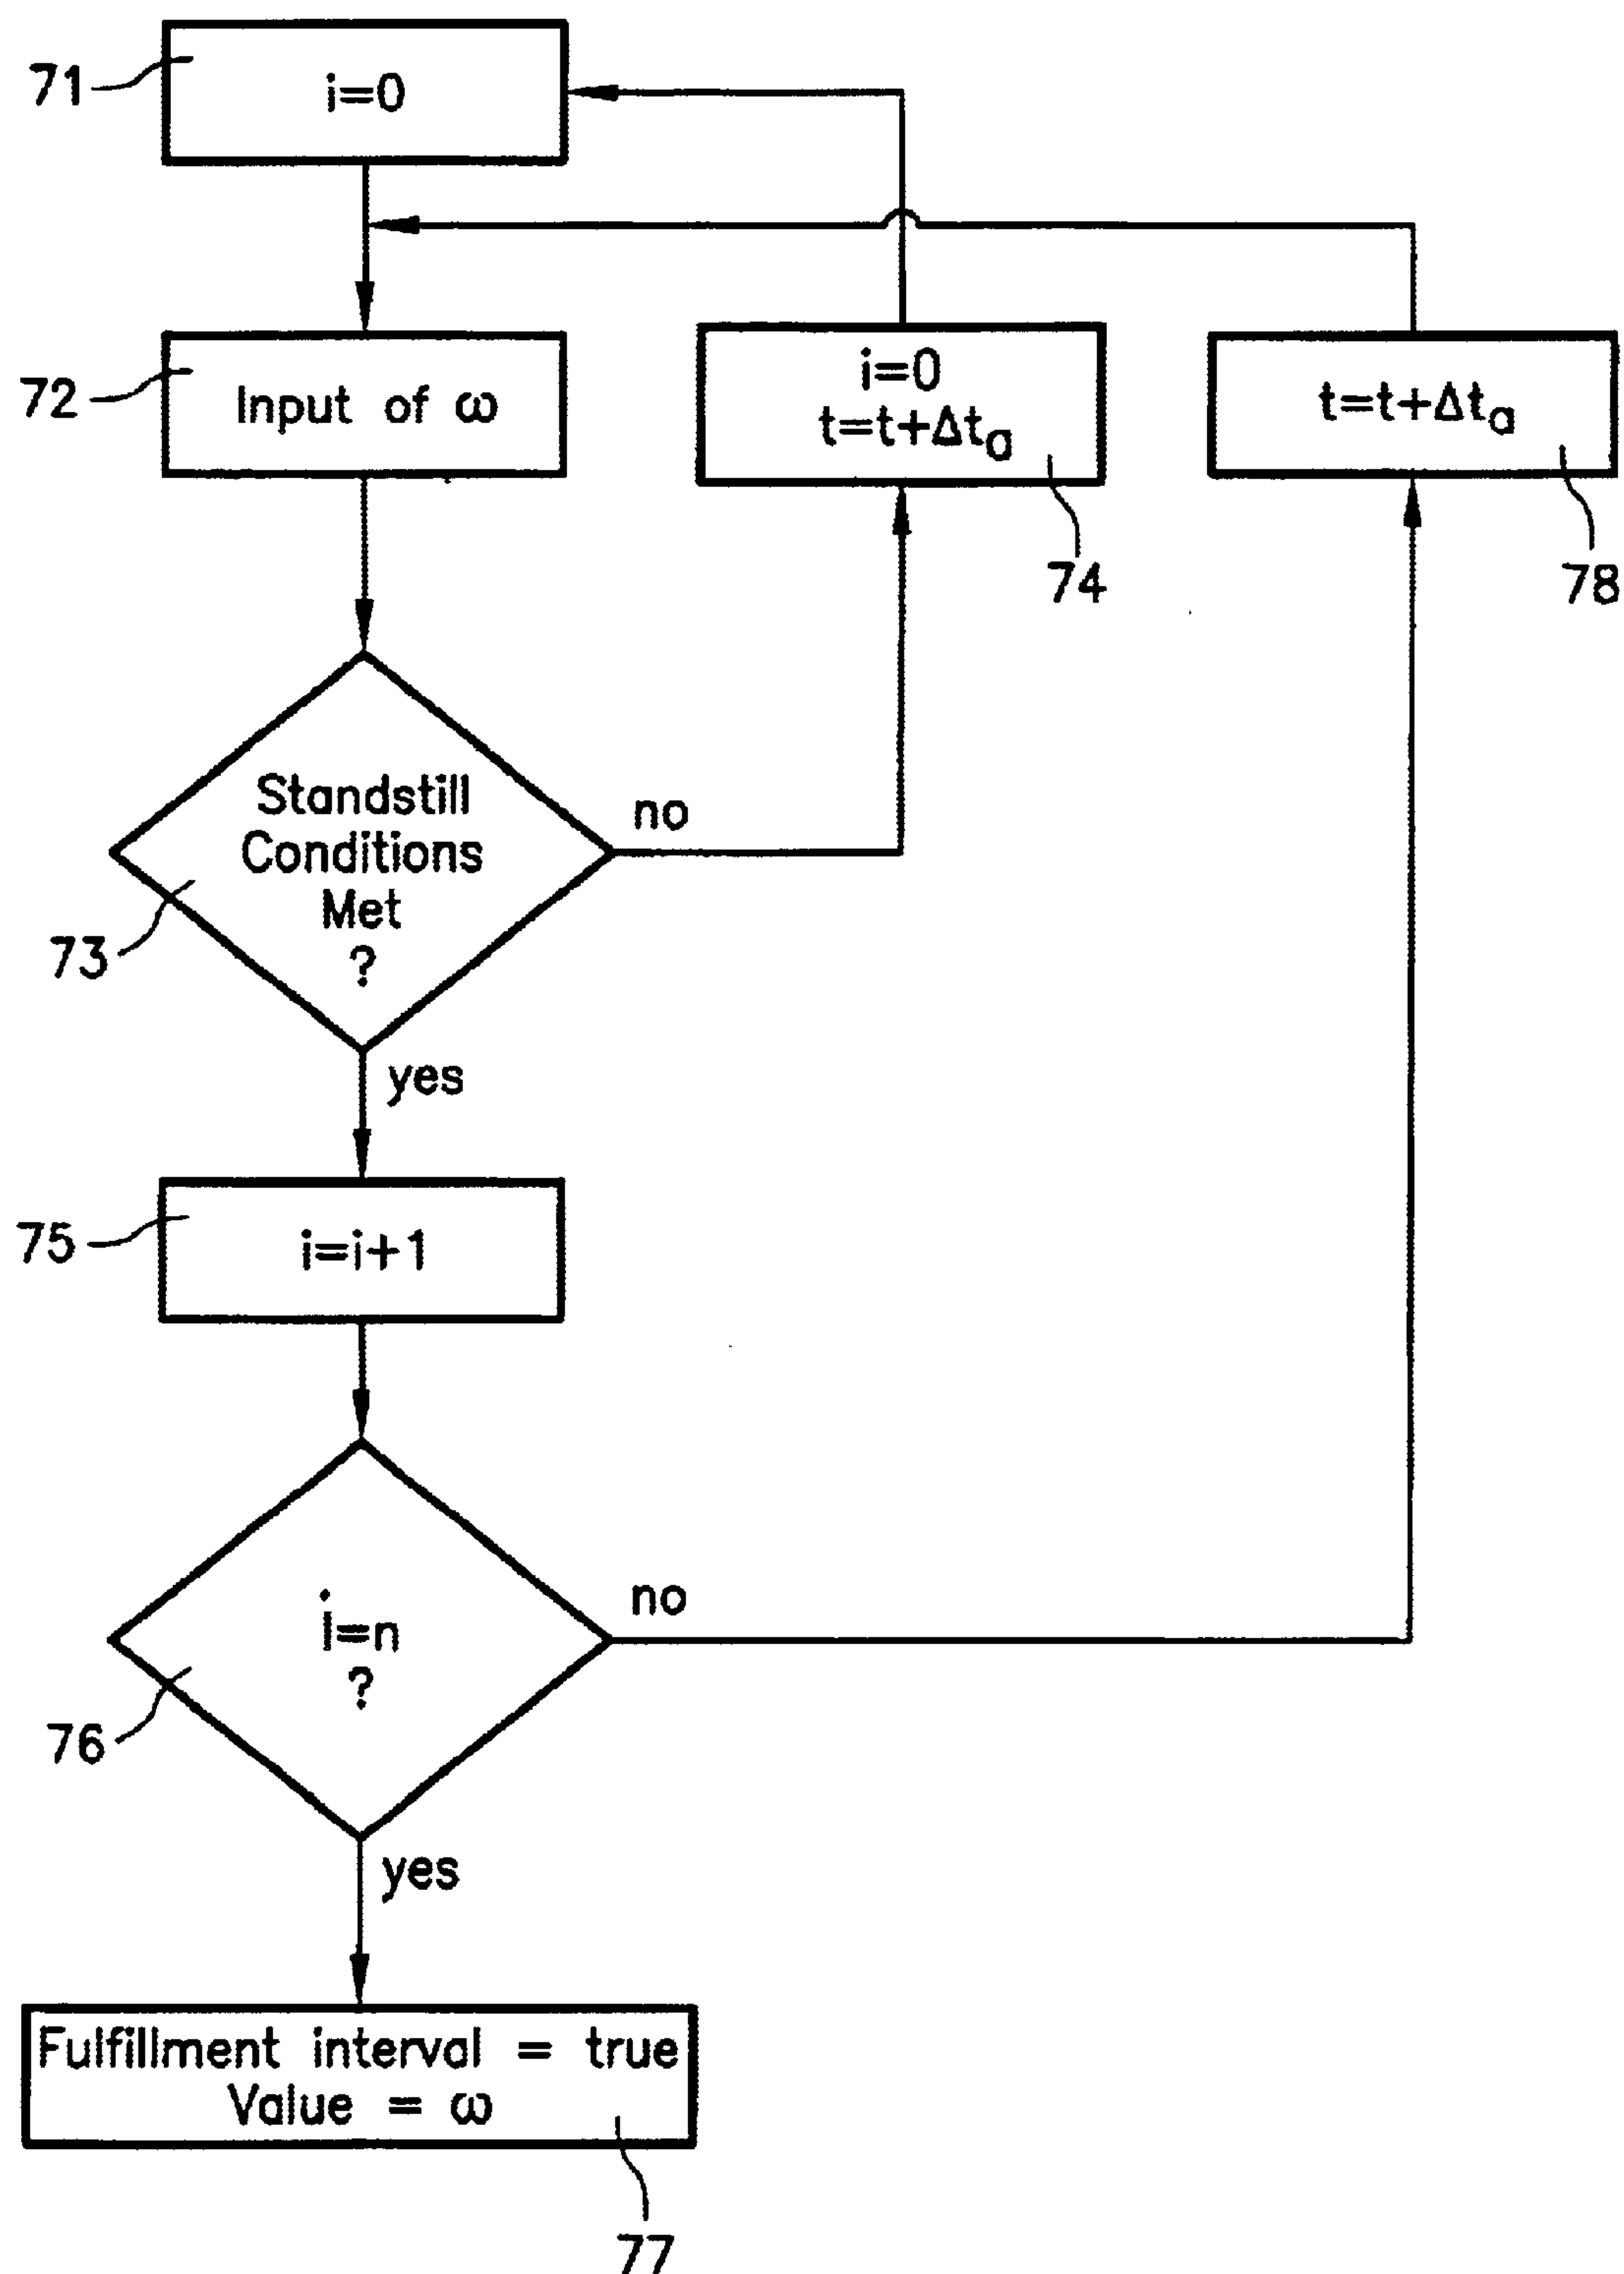 71
i=0
72
Input of ω
i=0
t=t+Δta
74
t=t+Δta
78
Standstill
Conditions
Met
?
73
no
yes
75
i=i+1
i=n
?
76
no
yes
Fulfillment interval = true
Value = ω
77